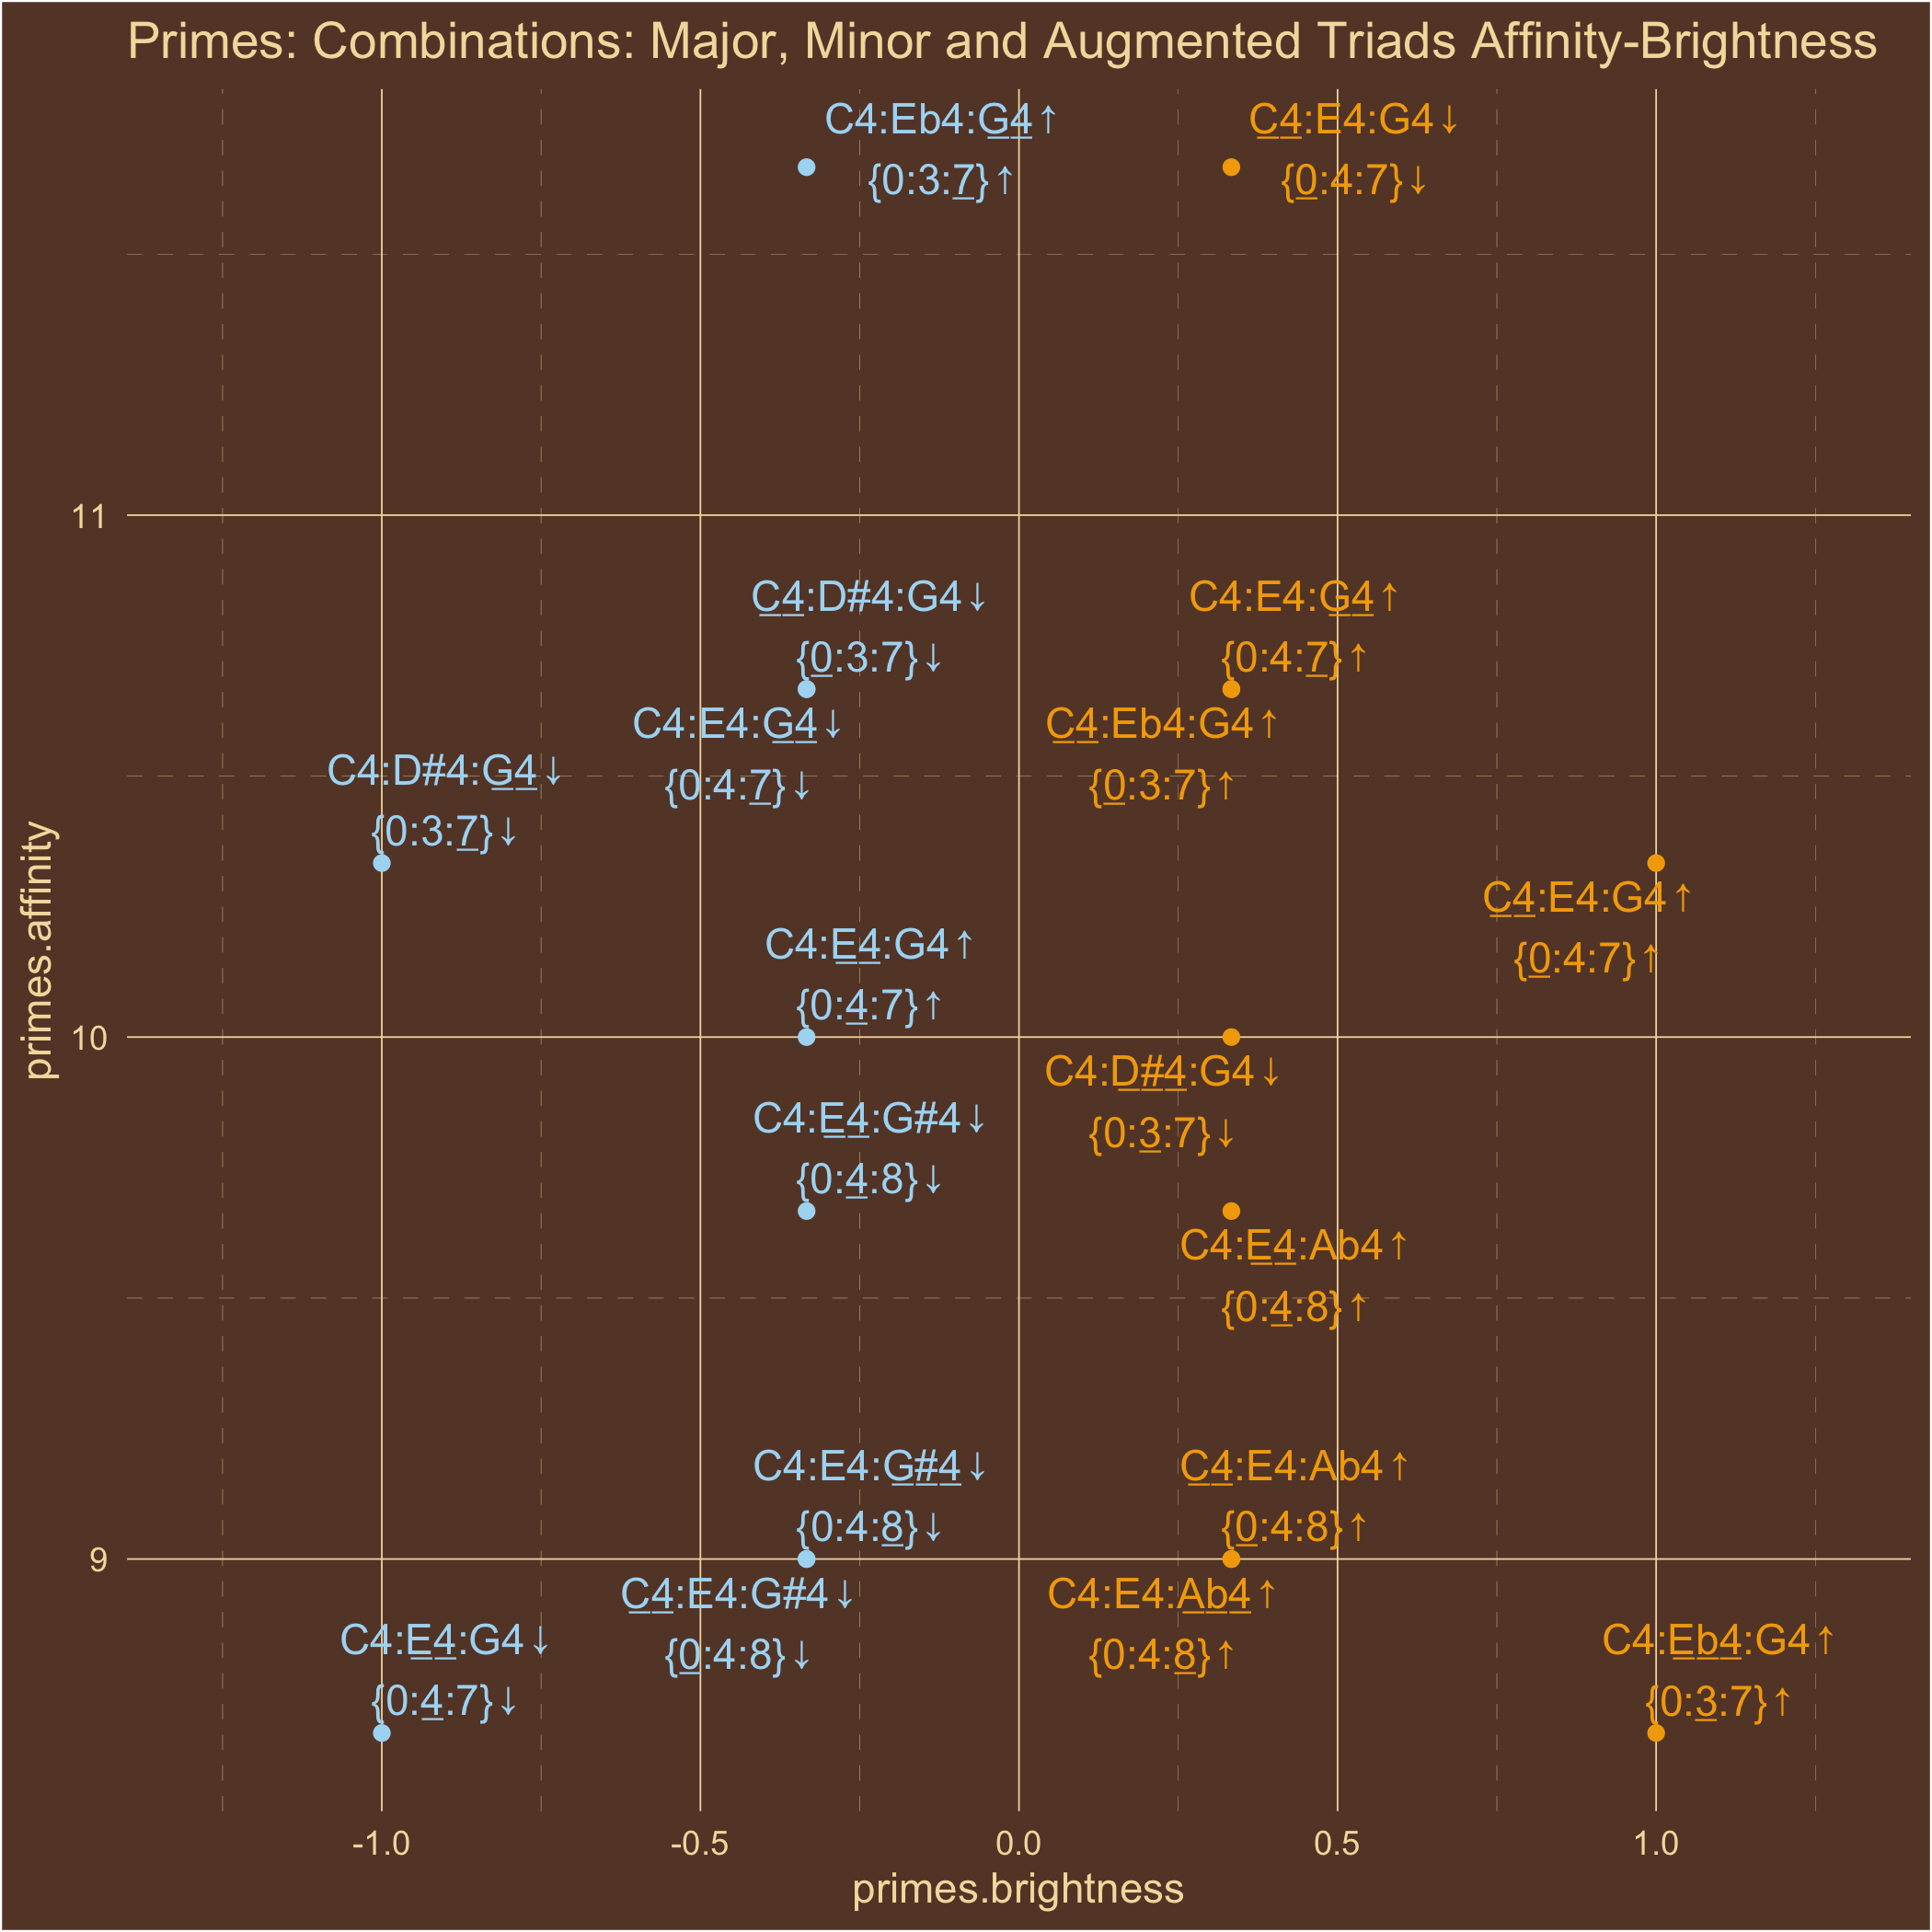 Primes: Combinations: Major, Minor and Augmented Triads Affinity-Brightness
C4:Eb4:G4↑
{0:3:7}↑
C4:E4:G4↓
{0:4:7}↓
11
C4:D#4:G4↓
{0:3:7}↓
C4:E4:G4↑
{0:4:7}↑
C4:E4:G4↓
{0:4:7}↓
C4:Eb4:G4↑
{0:3:7}↑
C4:D#4:G4↓
{0:3:7}↓
C4:E4:G4↑
{0:4:7}↑
primes.affinity
C4:E4:G4↑
{0:4:7}↑
10
C4:D#4:G4↓
{0:3:7}↓
C4:E4:G#4↓
{0:4:8}↓
C4:E4:Ab4↑
{0:4:8}↑
C4:E4:G#4↓
{0:4:8}↓
C4:E4:Ab4↑
{0:4:8}↑
9
C4:E4:G#4↓
{0:4:8}↓
C4:E4:Ab4↑
{0:4:8}↑
C4:E4:G4↓
{0:4:7}↓
C4:Eb4:G4↑
{0:3:7}↑
-1.0
-0.5
0.0
0.5
1.0
primes.brightness